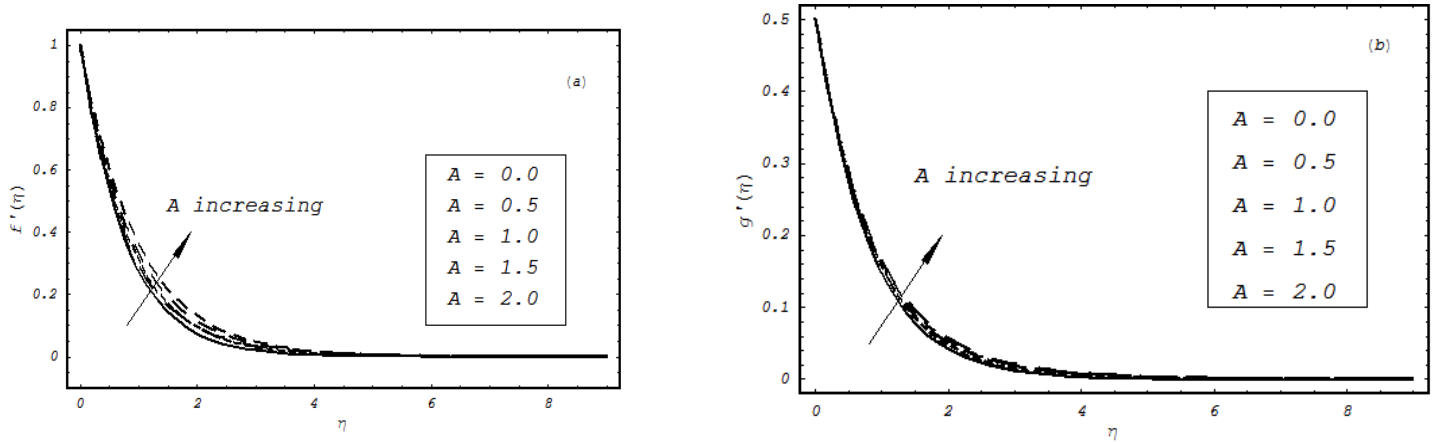 (a)
1
0.8
0.6
0.4
0.2
0
f'(η)
A increasing
A = 0.0
A = 0.5
A = 1.0
A = 1.5
A = 2.0
0 2 4 6 8
η
(b)
0.5
0.4
0.3
0.2
0.1
0
g'(η)
A increasing
A = 0.0
A = 0.5
A = 1.0
A = 1.5
A = 2.0
0 2 4 6 8
η